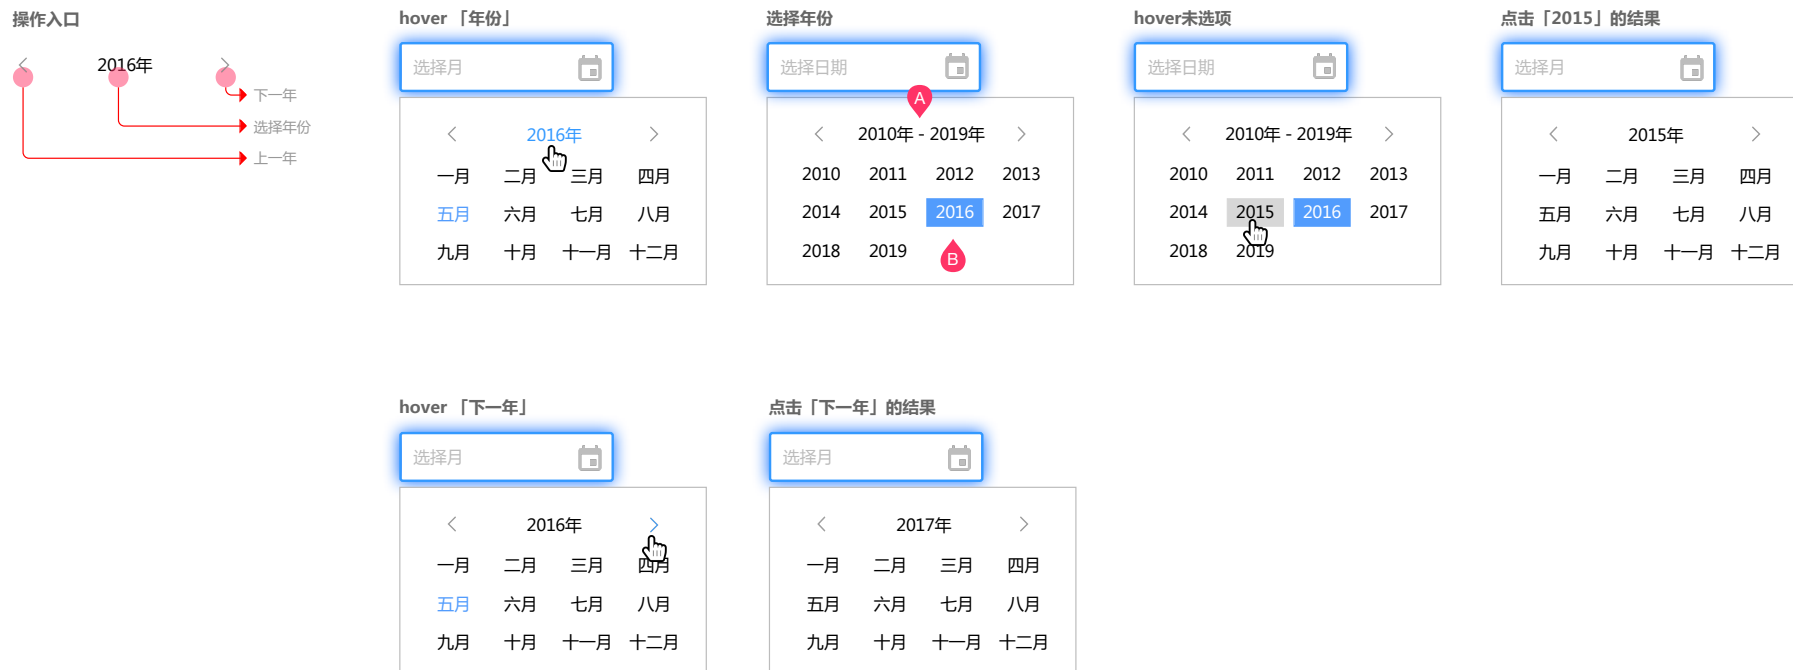 操作入口
2016年
下一年
选择年份
上一年
hover 「年份」
选择月
2016年
一月 二月 三月 四月
五月 六月 七月 八月
九月 十月 十一月 十二月
选择年份
选择日期
A
2010年 - 2019年
2010 2011 2012 2013
2014 2015 2016 2017
2018 2019
B
hover未选项
选择日期
2010年 - 2019年
2010 2011 2012 2013
2014 2015 2016 2017
2018 2019
点击「2015」的结果
选择月
2015年
一月 二月 三月 四月
五月 六月 七月 八月
九月 十月 十一月 十二月
hover 「下一年」
选择月
2016年
一月 二月 三月 四月
五月 六月 七月 八月
九月 十月 十一月 十二月
点击「下一年」的结果
选择月
2017年
一月 二月 三月 四月
五月 六月 七月 八月
九月 十月 十一月 十二月